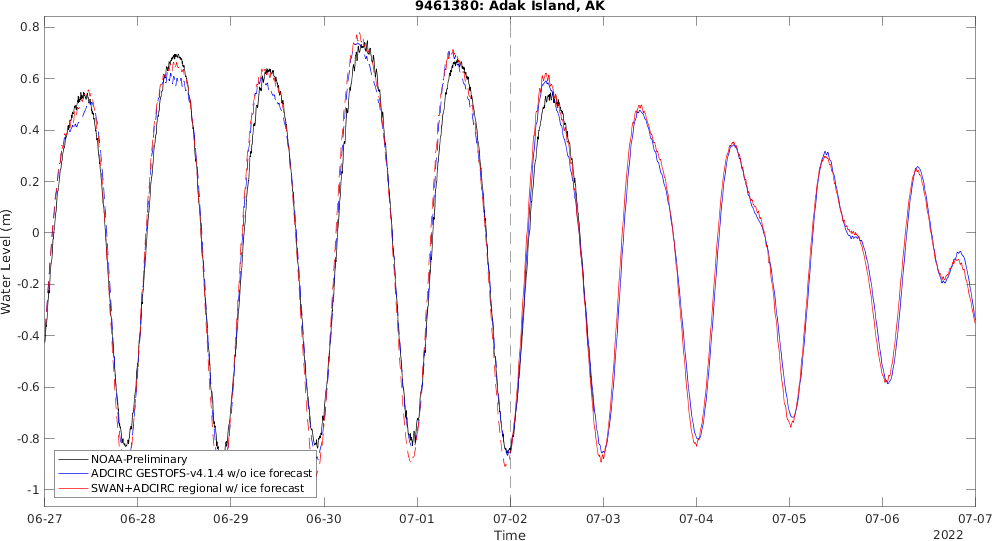 9461380: Adak Island, AK
Water Level (m)
0.8
0.6
0.4
0.2
0
-0.2
-0.4
-0.6
-0.8
-1
NOAA-Preliminary
ADCIRC GESTOFS-v4.1.4 w/o ice forecast
SWAN+ADCIRC regional w/ ice forecast
06-27 06-28 06-29 06-30 07-01 07-02 07-03 07-04 07-05 07-06 07-07
Time
2022